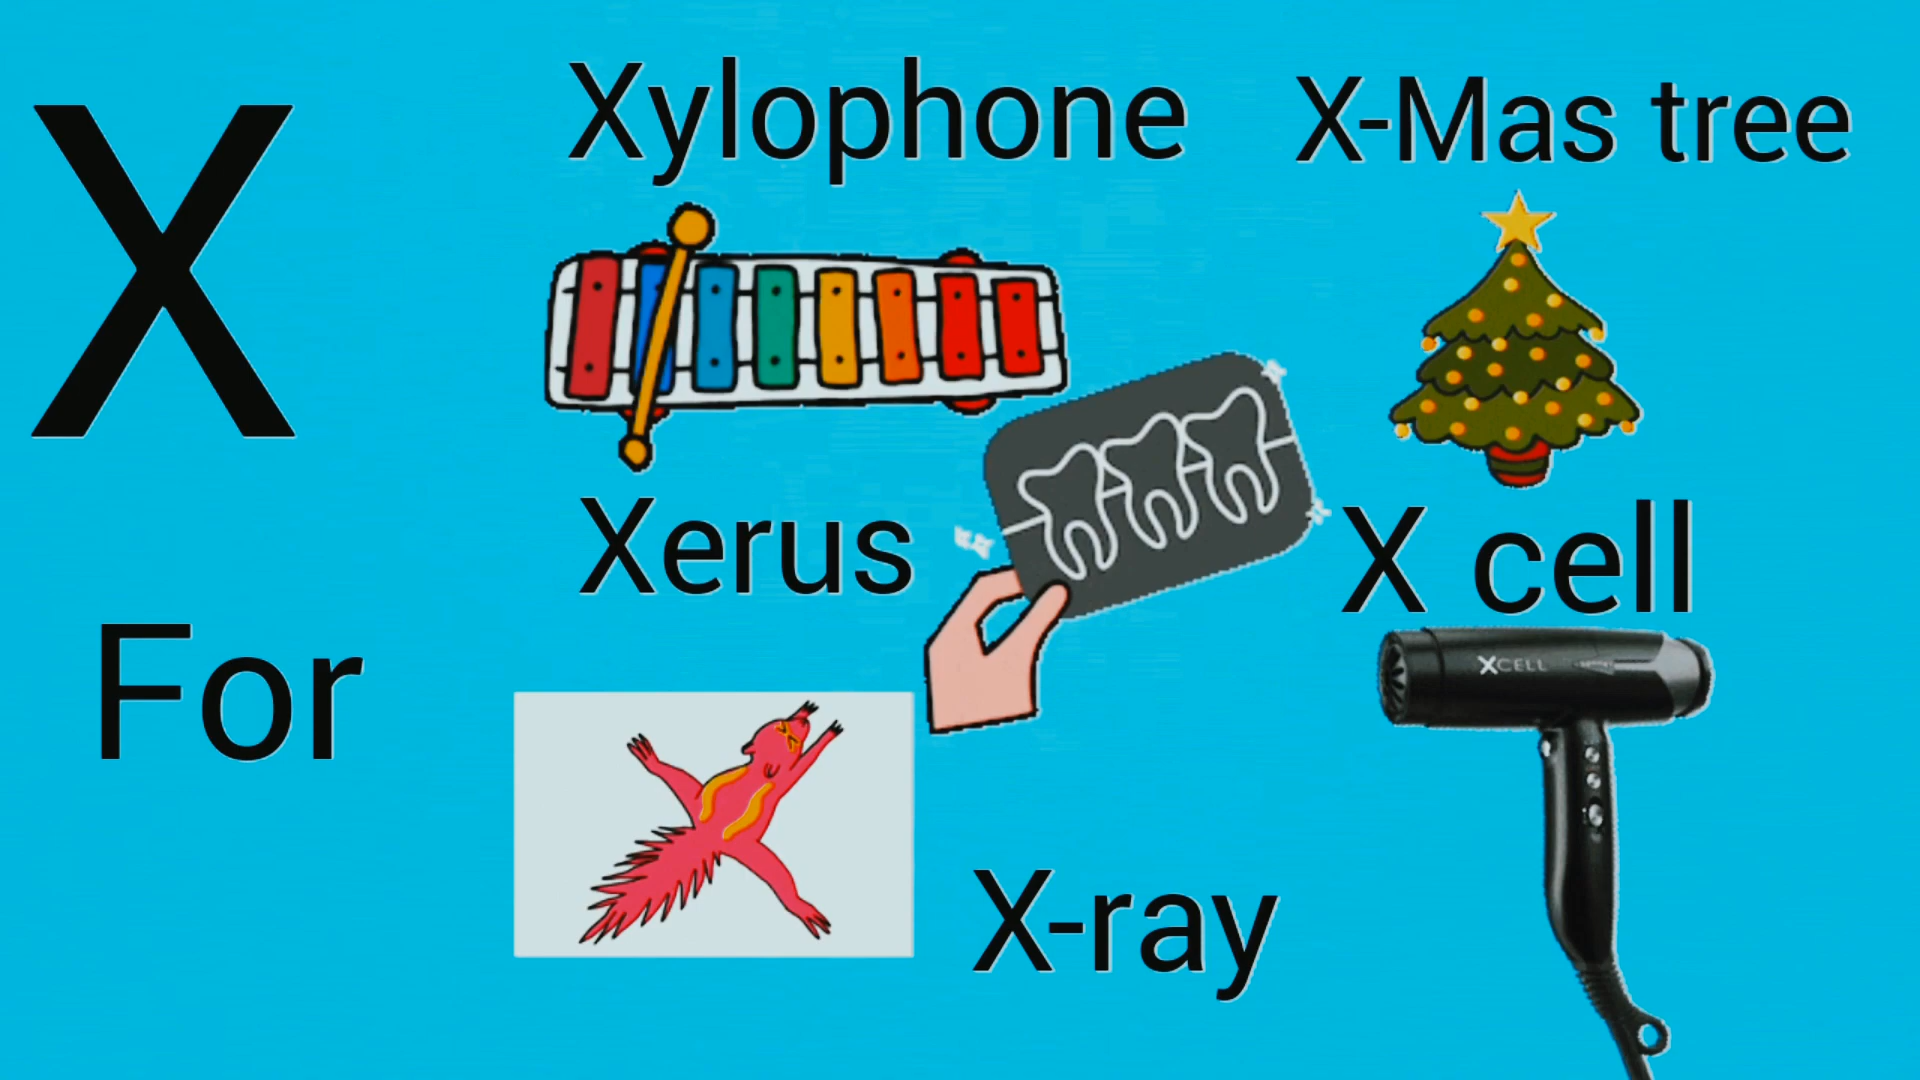 X
For
Xylophone
X-Mas tree
Xerus
X cell
XCELL
X-ray